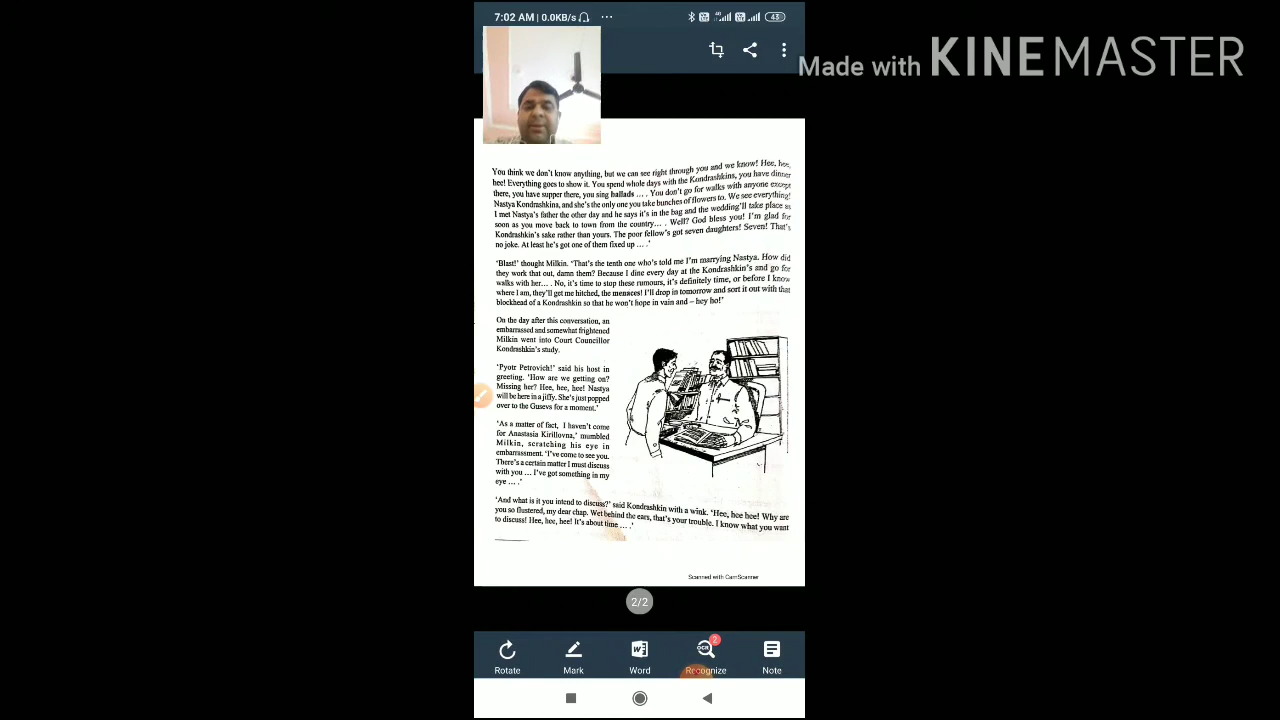 7:02 AM | 0.0KB/s ...
4G
43
Made with KINEMASTER
You think we don't know anything, but we can see right through you and we know! Hee, hee,
hee! Everything goes to show it. You spend whole days with the Kondrashkins, you have dinner
there, you have supper there, you sing ballads ... . You don't go for walks with anyone except
Nastya Kondrashkina, and she's the only one you take bunches of flowers to. We see everything!
I met Nastya's father the other day and he says it's in the bag and the wedding'll take place as
soon as you move back to town from the country... . Well? God bless you! I'm glad for
Kondrashkin's sake rather than yours. The poor fellow's got seven daughters! Seven! That's
no joke. At least he's got one of them fixed up ... .'
'Blast!' thought Milkin. 'That's the tenth one who's told me I'm marrying Nastya. How did
they work that out, damn them? Because I dine every day at the Kondrashkin's and go for
walks with her... . No, it's time to stop these rumours, it's definitely time, or before I know
where I am, they'll get me hitched, the menaces! I'll drop in tomorrow and sort it out with that
blockhead of a Kondrashkin so that he won't hope in vain and – hey ho!'
On the day after this conversation, an
embarrassed and somewhat frightened
Milkin went into Court Councillor
Kondrashkin's study.
'Pyotr Petrovich!' said his host in
greeting. 'How are we getting on?
Missing her? Hee, hee, hee! Nastya
will be here in a jiffy. She's just popped
over to the Gusevs for a moment.'
'As a matter of fact, I haven't come
for Anastasia Kirillovna,' mumbled
Milkin, scratching his eye in
embarrassment. 'I've come to see you.
There's a certain matter I must discuss
with you ... I've got something in my
eye ... .'
'And what is it you intend to discuss?' said Kondrashkin with a wink. 'Hee, hee hee! Why are
you so flustered, my dear chap. Wet behind the ears, that's your trouble. I know what you want
to discuss! Hee, hee, hee! It's about time ... .'
Scanned with CamScanner
2/2
W
OCR
2
Rotate Mark Word Recognize Note